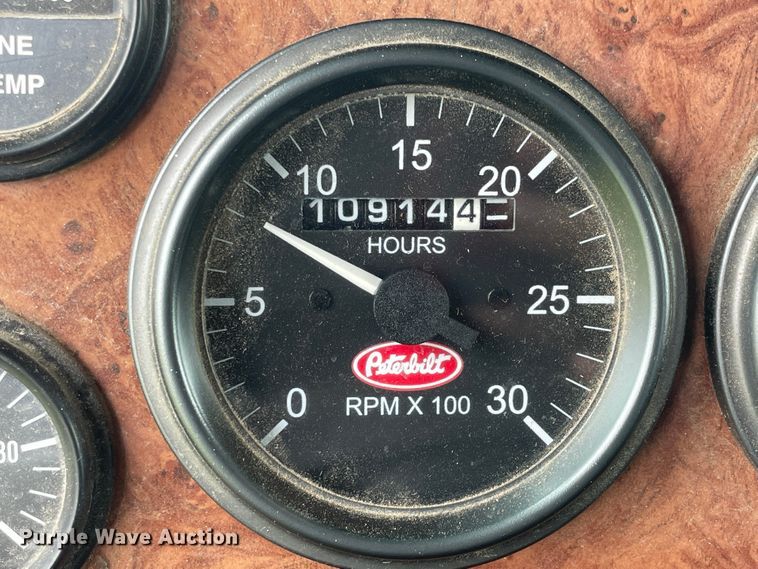 NE
EMP
15
10
20
109144
HOURS
5
25
Peterbilt
0
RPM X 100
30
30
Purple Wave Auction